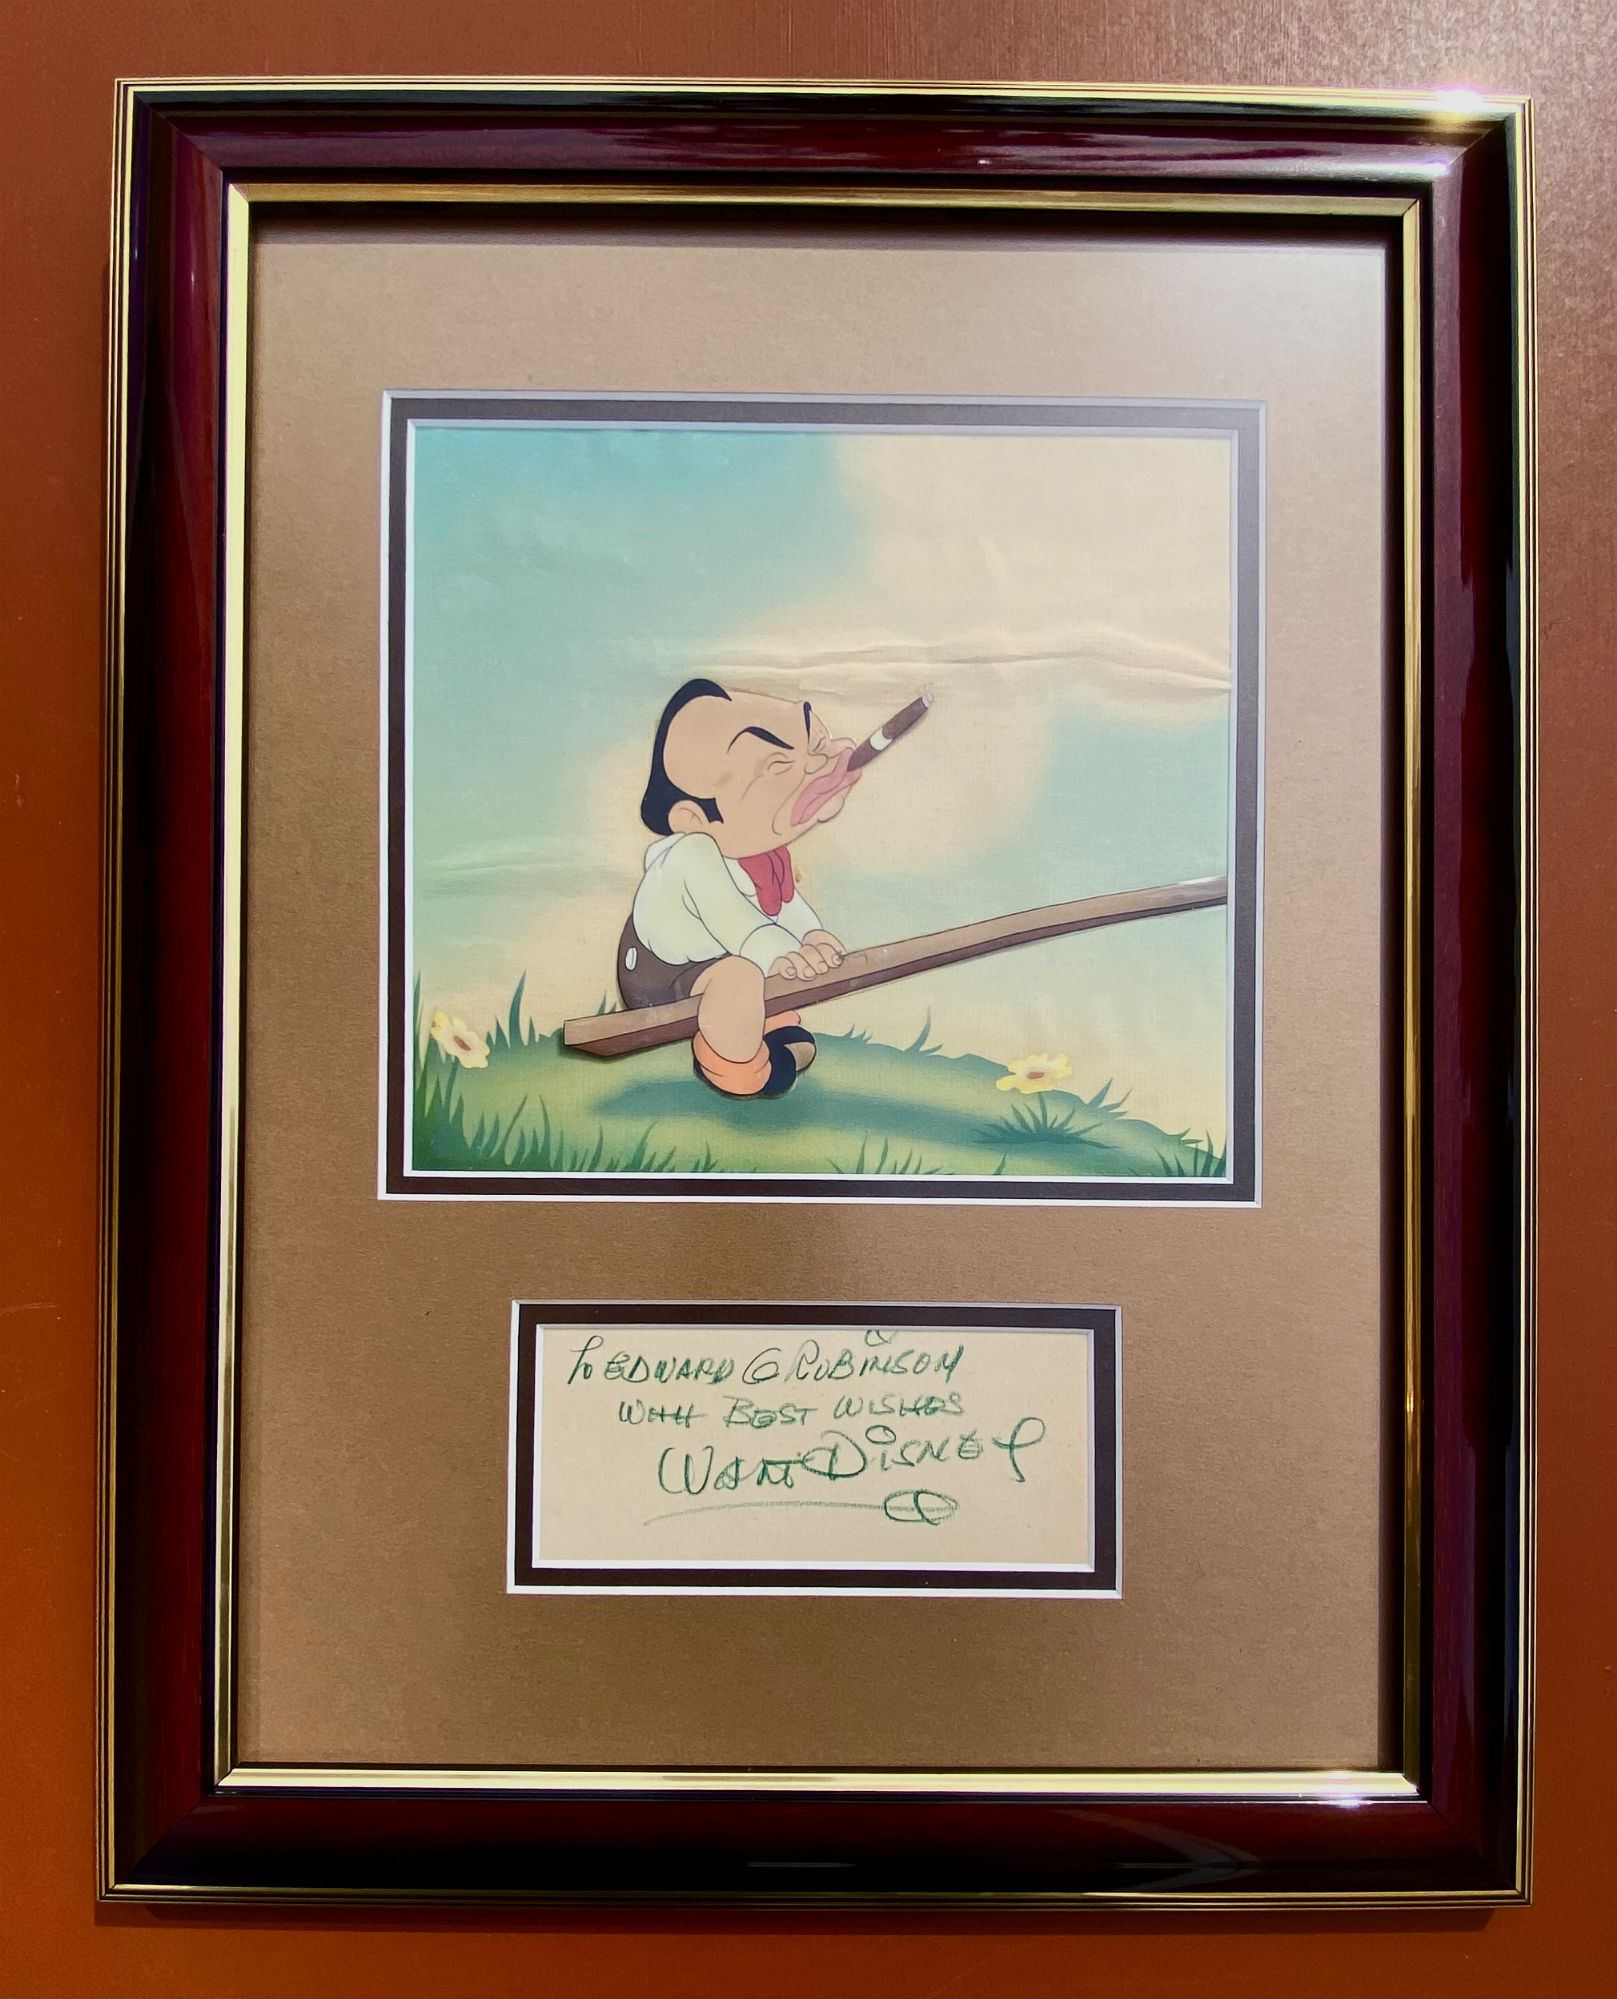 To EDWARD G ROBINSON
WITH BEST WISHES
WALT DISNEY